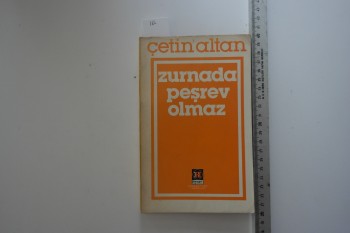 çetin altan
zurnada
peşrev
olmaz